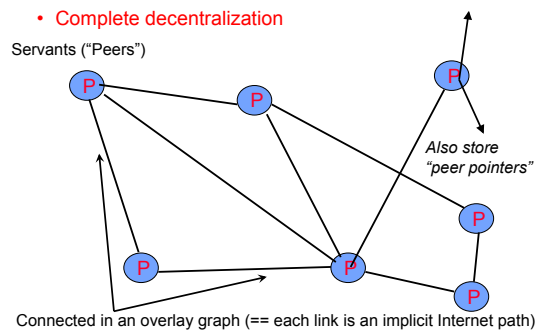 • Complete decentralization
Servants (“Peers”)
P
P
P
Also store
“peer pointers”
P
P
P
P
Connected in an overlay graph (== each link is an implicit Internet path)